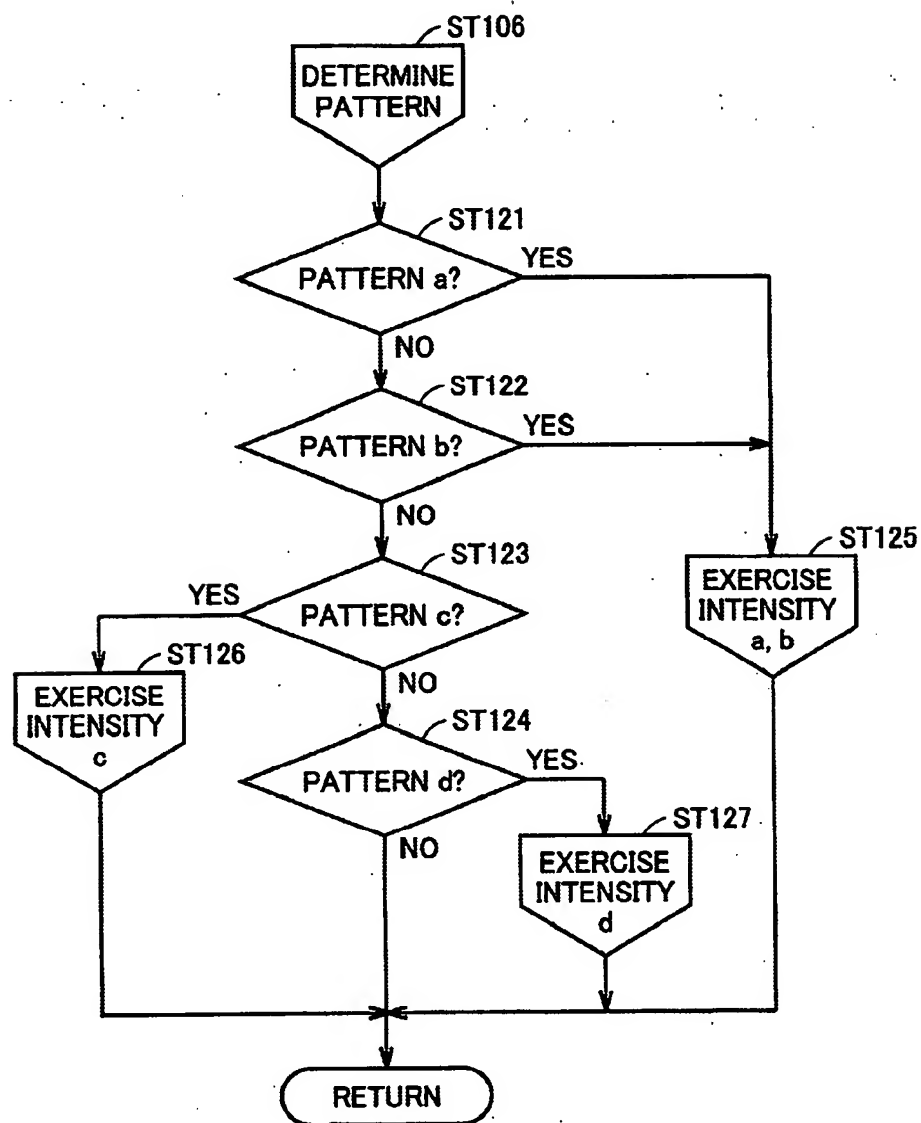 ST106
DETERMINE
PATTERN
ST121
PATTERN a?
YES
NO
ST122
PATTERN b?
YES
NO
ST123
YES
PATTERN c?
NO
ST125
EXERCISE
INTENSITY
a, b
ST126
EXERCISE
INTENSITY
c
ST124
PATTERN d?
YES
NO
ST127
EXERCISE
INTENSITY
d
RETURN